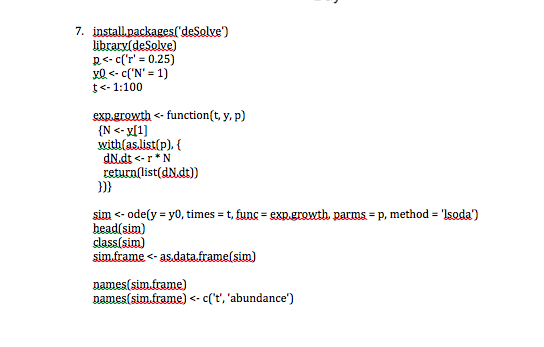 7. install.packages('deSolve')
library(deSolve)
p <- c('r' = 0.25)
y0 <- c('N' = 1)
t <- 1:100
exp.growth <- function(t, y, p)
{N <- y[1]
with(as.list(p), {
dN.dt <- r * N
return(list(dN.dt))
})}
sim <- ode(y = y0, times = t, func = exp.growth, parms = p, method = 'lsoda')
head(sim)
class(sim)
sim.frame <- as.data.frame(sim)
names(sim.frame)
names(sim.frame) <- c('t', 'abundance')